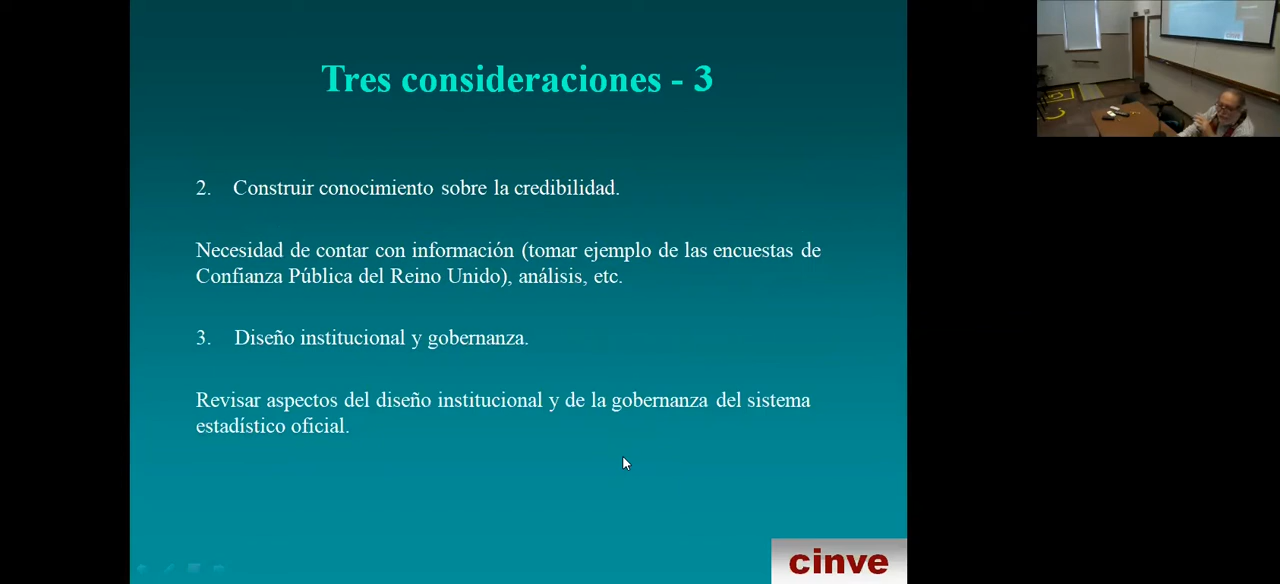 Tres consideraciones - 3
2. Construir conocimiento sobre la credibilidad.
Necesidad de contar con información (tomar ejemplo de las encuestas de
Confianza Pública del Reino Unido), análisis, etc.
3. Diseño institucional y gobernanza.
Revisar aspectos del diseño institucional y de la gobernanza del sistema
estadístico oficial.
cinve